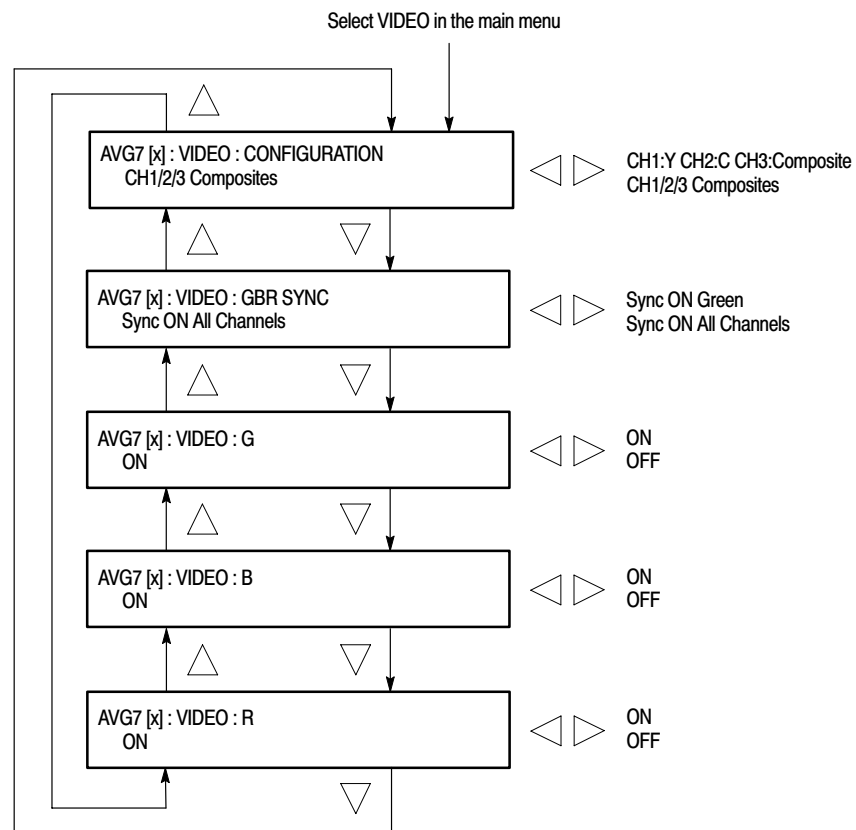 Select VIDEO in the main menu
AVG7 [x] : VIDEO : CONFIGURATION
CH1/2/3 Composites
CH1:Y CH2:C CH3:Composite
CH1/2/3 Composites
AVG7 [x] : VIDEO : GBR SYNC
Sync ON All Channels
Sync ON Green
Sync ON All Channels
AVG7 [x] : VIDEO : G
ON
ON
OFF
AVG7 [x] : VIDEO : B
ON
ON
OFF
AVG7 [x] : VIDEO : R
ON
ON
OFF